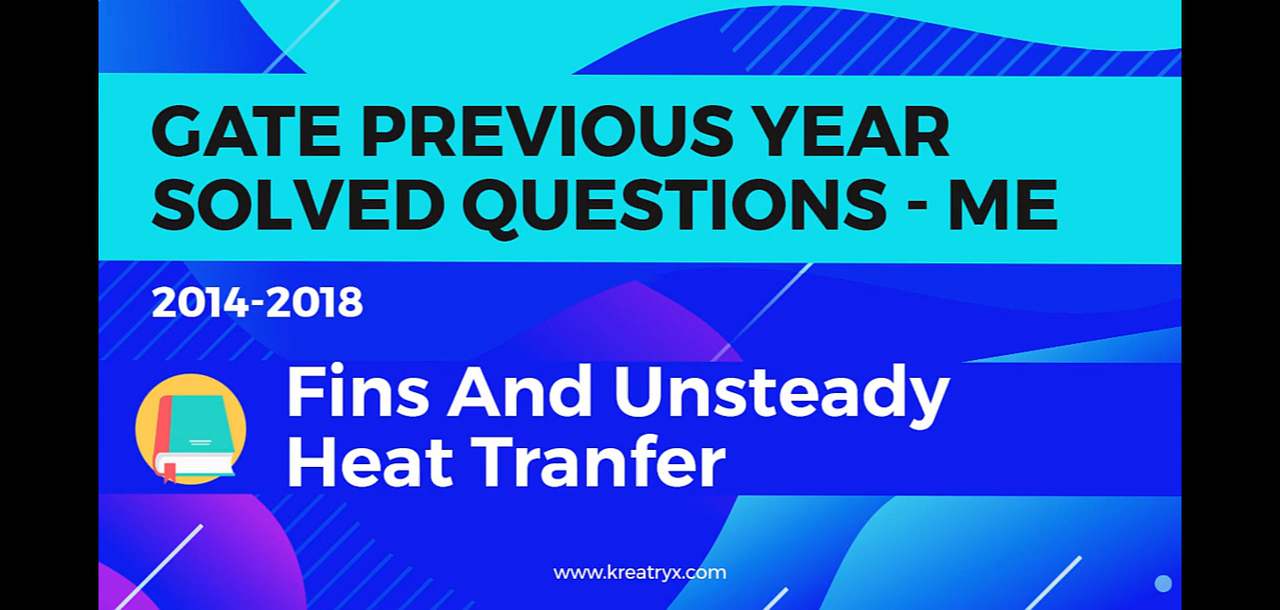 GATE PREVIOUS YEAR
SOLVED QUESTIONS - ME
2014-2018
Fins And Unsteady
Heat Tranfer
www.kreatryx.com